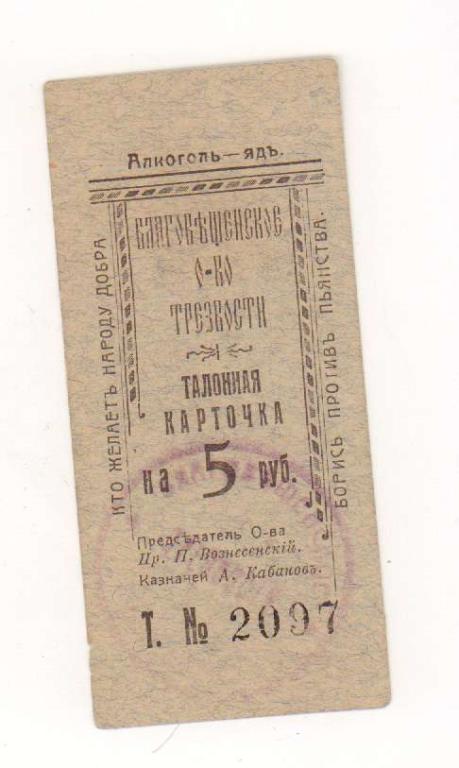 Алкоголь — ядъ.
КТО ЖЕЛАЕТЪ НАРОДУ ДОБРА
БЛАГОВѢЩЕНСКОЕ
О-ВО
ТРЕЗВОСТИ
ТАЛОННАЯ
КАРТОЧКА
на 5 руб.
Предсѣдатель О-ва
Пр. П. Вознесенскій.
Казначей А. Кабановъ.
Т. № 2097
БОРИСЬ ПРОТИВЪ ПЬЯНСТВА.